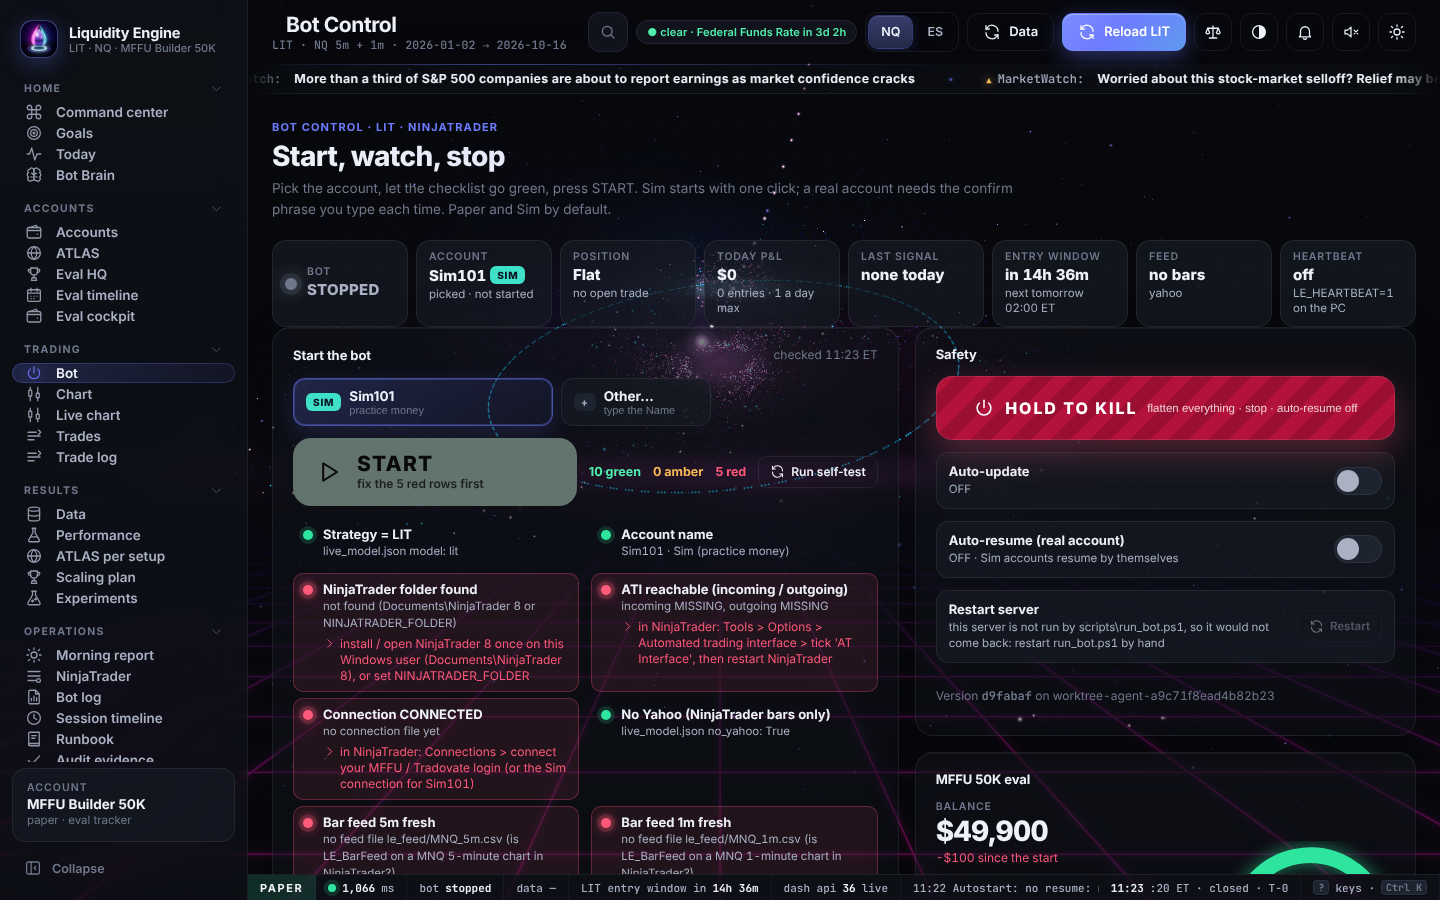 Liquidity Engine
LIT · NQ · MFFU Builder 50K
HOME
Command center
Goals
Today
Bot Brain
ACCOUNTS
Accounts
ATLAS
Eval HQ
Eval timeline
Eval cockpit
TRADING
Bot
Chart
Live chart
Trades
Trade log
RESULTS
Data
Performance
ATLAS per setup
Scaling plan
Experiments
OPERATIONS
Morning report
NinjaTrader
Bot log
Session timeline
Runbook
Audit evidence
ACCOUNT
MFFU Builder 50K
paper · eval tracker
Collapse
Bot Control
LIT · NQ 5m + 1m · 2026-01-02 → 2026-10-16
clear · Federal Funds Rate in 3d 2h
NQ ES
Data
Reload LIT
tch: More than a third of S&P 500 companies are about to report earnings as market confidence cracks
MarketWatch: Worried about this stock-market selloff? Relief may b
BOT CONTROL · LIT · NINJATRADER
Start, watch, stop
Pick the account, let the checklist go green, press START. Sim starts with one click; a real account needs the confirm
phrase you type each time. Paper and Sim by default.
BOT
STOPPED
ACCOUNT
Sim101 SIM
picked · not started
POSITION
Flat
no open trade
TODAY P&L
$0
0 entries · 1 a day
max
LAST SIGNAL
none today
ENTRY WINDOW
in 14h 36m
next tomorrow
02:00 ET
FEED
no bars
yahoo
HEARTBEAT
off
LE_HEARTBEAT=1
on the PC
Start the bot
checked 11:23 ET
SIM
Sim101
practice money
+
Other...
type the Name
START
fix the 5 red rows first
10 green 0 amber 5 red
Run self-test
Strategy = LIT
live_model.json model: lit
Account name
Sim101 · Sim (practice money)
NinjaTrader folder found
not found (Documents\NinjaTrader 8 or
NINJATRADER_FOLDER)
install / open NinjaTrader 8 once on this
Windows user (Documents\NinjaTrader
8), or set NINJATRADER_FOLDER
ATI reachable (incoming / outgoing)
incoming MISSING, outgoing MISSING
in NinjaTrader: Tools > Options >
Automated trading interface > tick 'AT
Interface', then restart NinjaTrader
Connection CONNECTED
no connection file yet
in NinjaTrader: Connections > connect
your MFFU / Tradovate login (or the Sim
connection for Sim101)
No Yahoo (NinjaTrader bars only)
live_model.json no_yahoo: True
Bar feed 5m fresh
no feed file le_feed/MNQ_5m.csv (is
LE_BarFeed on a MNQ 5-minute chart in
NinjaTrader?)
Bar feed 1m fresh
no feed file le_feed/MNQ_1m.csv (is
LE_BarFeed on a MNQ 1-minute chart in
NinjaTrader?)
Safety
HOLD TO KILL flatten everything · stop · auto-resume off
Auto-update
OFF
Auto-resume (real account)
OFF · Sim accounts resume by themselves
Restart server
this server is not run by scripts\run_bot.ps1, so it would not
come back: restart run_bot.ps1 by hand
Restart
Version d9fabaf on worktree-agent-a9c71f8ead4b82b23
MFFU 50K eval
BALANCE
$49,900
-$100 since the start
PAPER
1,066 ms
bot stopped
data —
LIT entry window in 14h 36m
dash api 36 live
11:22 Autostart: no resume:
11:23 :20 ET · closed · T-0
? keys · Ctrl K